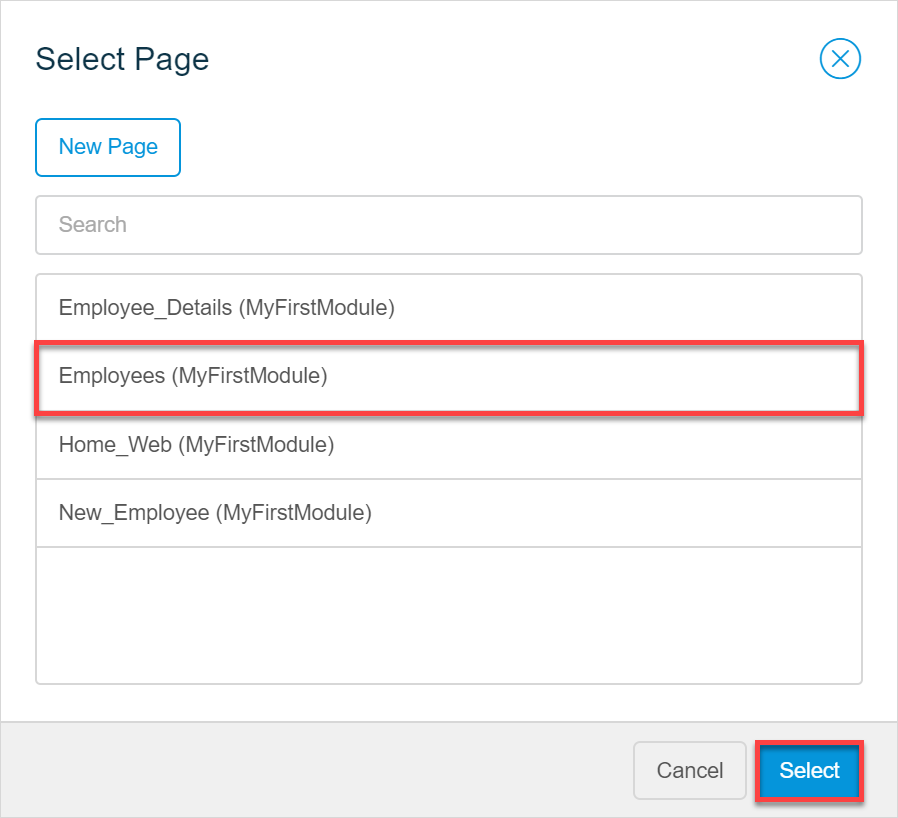 Select Page
New Page
Search
Employee_Details (MyFirstModule)
Employees (MyFirstModule)
Home_Web (MyFirstModule)
New_Employee (MyFirstModule)
Cancel Select